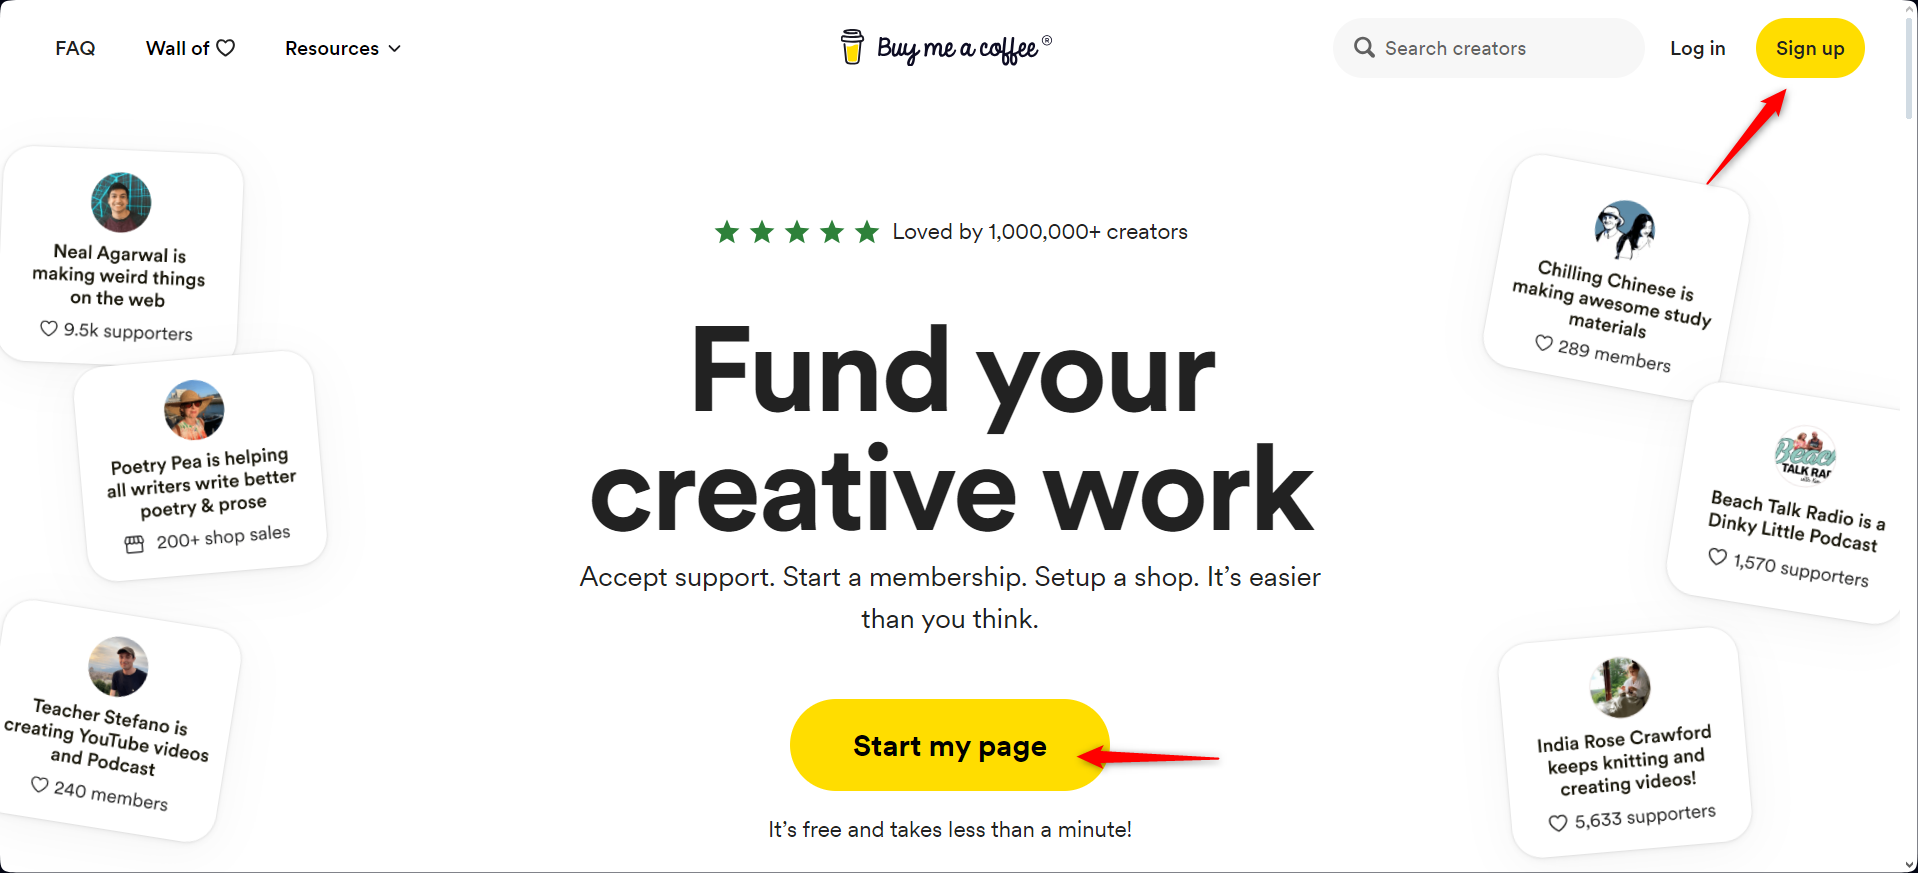 FAQ
Wall of
Resources
Buy me a coffee®
Search creators
Log in
Sign up
Loved by 1,000,000+ creators
Fund your
creative work
Accept support. Start a membership. Setup a shop. It’s easier
than you think.
Start my page
It’s free and takes less than a minute!
Neal Agarwal is
making weird things
on the web
9.5k supporters
Poetry Pea is helping
all writers write better
poetry & prose
200+ shop sales
Teacher Stefano is
creating YouTube videos
and Podcast
240 members
Chilling Chinese is
making awesome study
materials
289 members
Beach
TALK RA
Beach Talk Radio is a
Dinky Little Podcast
1,570 supporters
India Rose Crawford
keeps knitting and
creating videos!
5,633 supporters